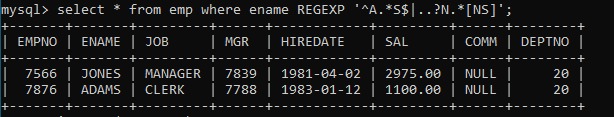 mysql> select * from emp where ename REGEXP '^A.*S$|..?N.*[NS]';
+-------+-------+---------+------+------------+---------+------+--------+
| EMPNO | ENAME | JOB     | MGR  | HIREDATE   | SAL     | COMM | DEPTNO |
+-------+-------+---------+------+------------+---------+------+--------+
|  7566 | JONES | MANAGER | 7839 | 1981-04-02 | 2975.00 | NULL |     20 |
|  7876 | ADAMS | CLERK   | 7788 | 1983-01-12 | 1100.00 | NULL |     20 |
+-------+-------+---------+------+------------+---------+------+--------+